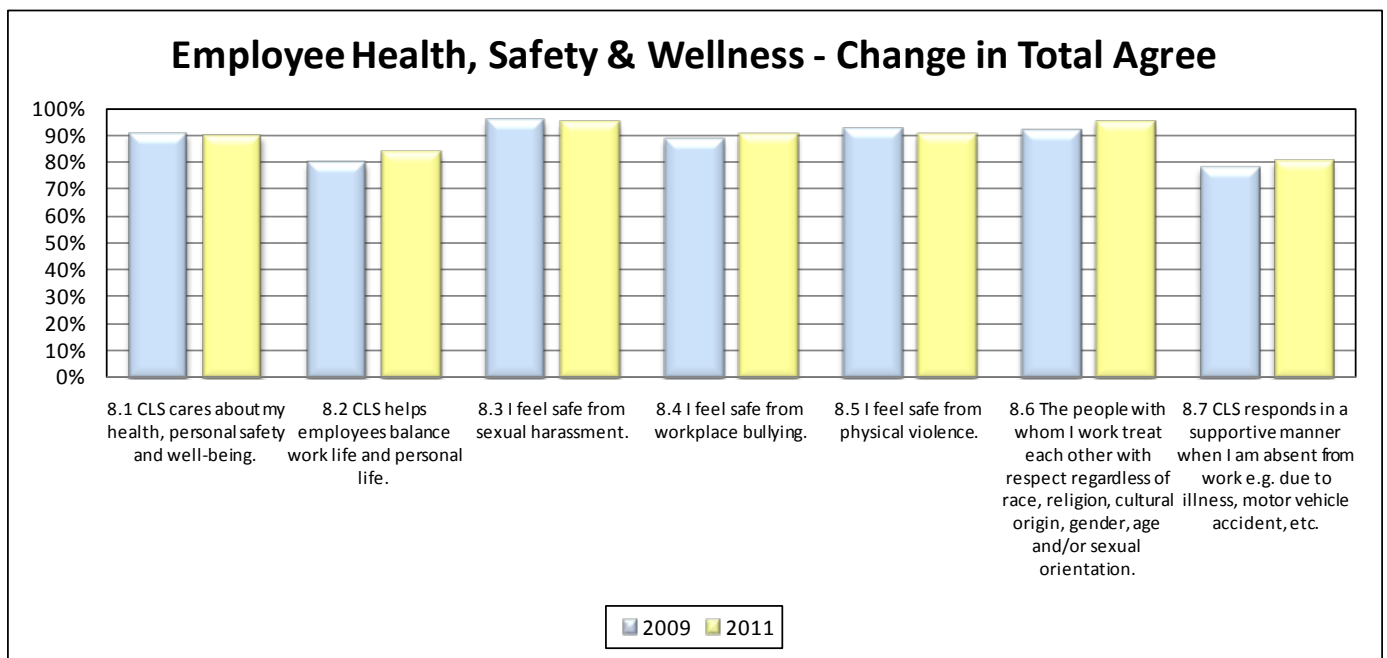 Employee Health, Safety & Wellness - Change in Total Agree
100%
90%
80%
70%
60%
50%
40%
30%
20%
10%
0%
8.1 CLS cares about my
health, personal safety
and well-being.
8.2 CLS helps
employees balance
work life and personal
life.
8.3 I feel safe from
sexual harassment.
8.4 I feel safe from
workplace bullying.
8.5 I feel safe from
physical violence.
8.6 The people with
whom I work treat
each other with
respect regardless of
race, religion, cultural
origin, gender, age
and/or sexual
orientation.
8.7 CLS responds in a
supportive manner
when I am absent from
work e.g. due to
illness, motor vehicle
accident, etc.
2009 2011